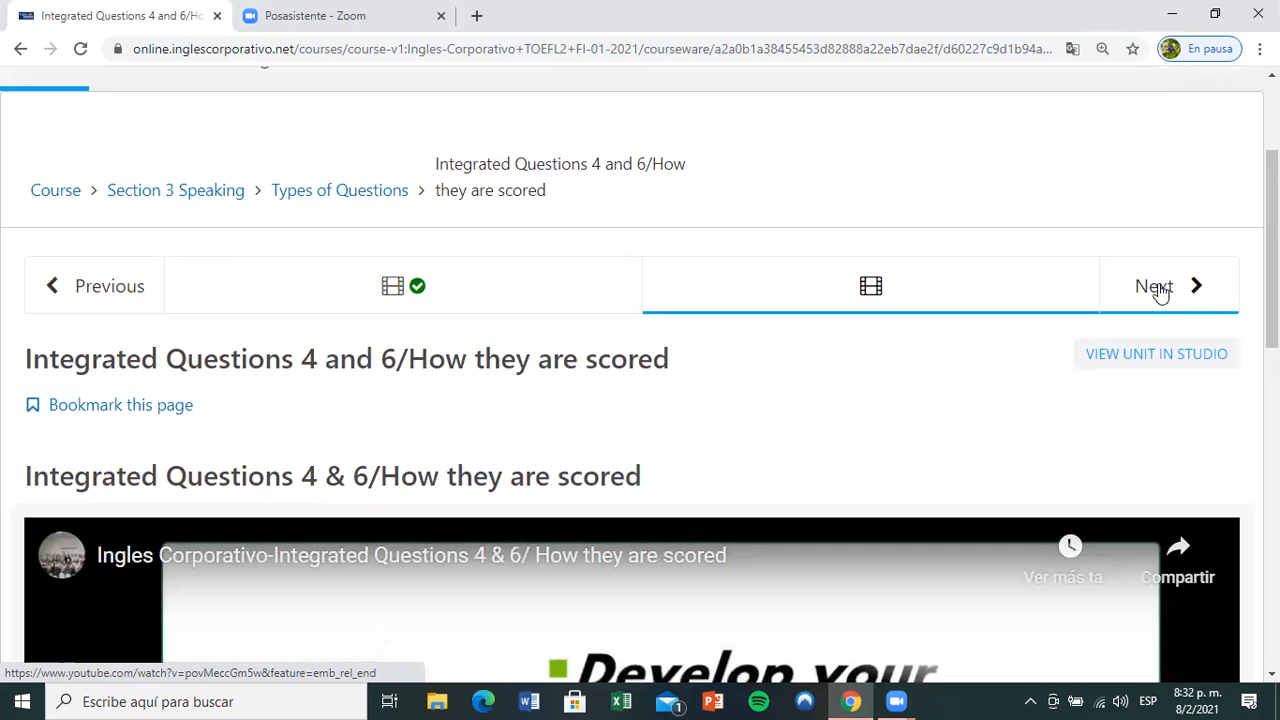 Integrated Questions 4 and 6/Ho
Posasistente - Zoom
online.inglescorporativo.net/courses/course-v1:Ingles-Corporativo+TOEFL2+FI-01-2021/courseware/a2a0b1a38455453d82888a22eb7dae2f/d60227c9d1b94a...
En pausa
Integrated Questions 4 and 6/How
Course > Section 3 Speaking > Types of Questions > they are scored
Previous
Next
Integrated Questions 4 and 6/How they are scored
VIEW UNIT IN STUDIO
Bookmark this page
Integrated Questions 4 & 6/How they are scored
Ingles Corporativo-Integrated Questions 4 & 6/ How they are scored
Ver más ta...
Compartir
Develop your
https://www.youtube.com/watch?v=povMeccGm5w&feature=emb_rel_end
Escribe aquí para buscar
1
ESP
8:32 p. m.
8/2/2021